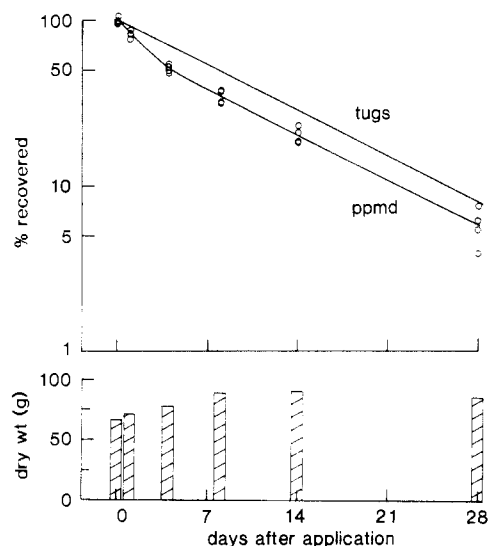 100
50
10
5
1
% recovered
tugs
ppmd
100
50
0
dry wt (g)
0 7 14 21 28
days after application